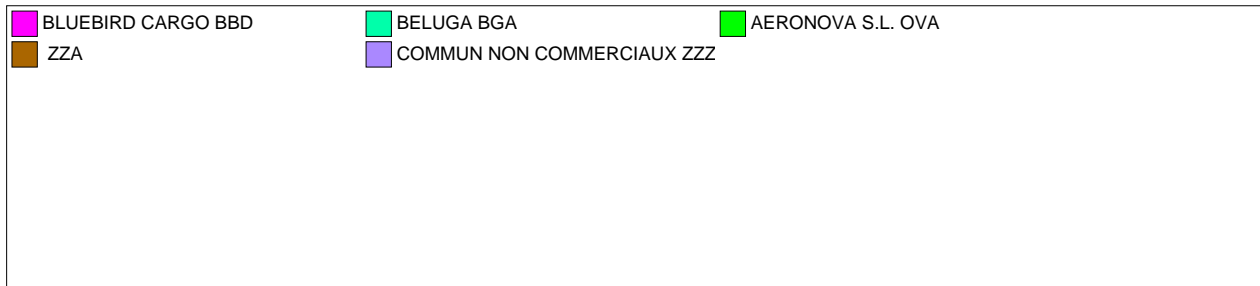 BLUEBIRD CARGO BBD BELUGA BGA AERONOVA S.L. OVA
ZZA COMMUN NON COMMERCIAUX ZZZ